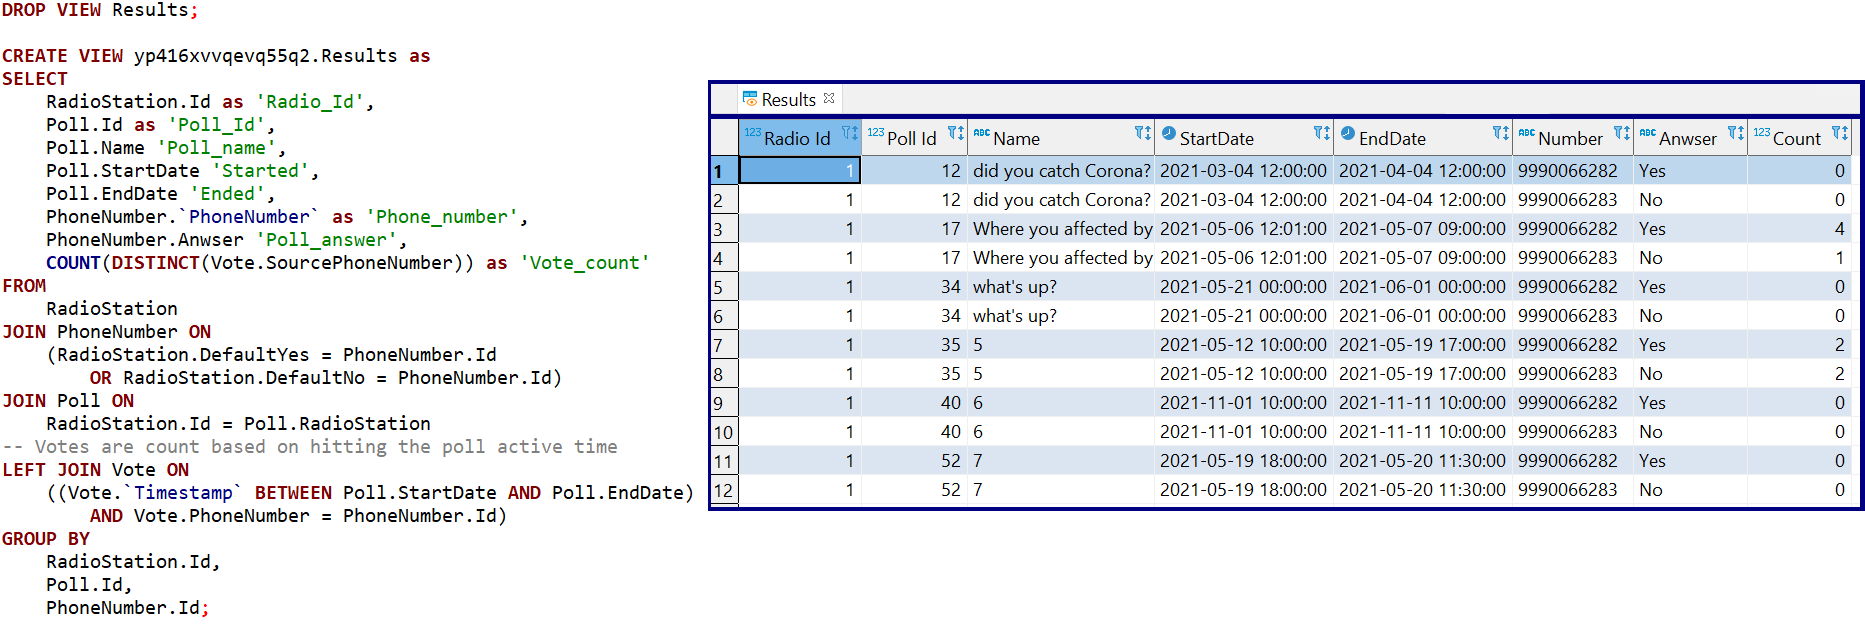 DROP VIEW Results;
CREATE VIEW yp416xvvqevq55q2.Results as
SELECT
RadioStation.Id as 'Radio_Id',
Poll.Id as 'Poll_Id',
Poll.Name 'Poll_name',
Poll.StartDate 'Started',
Poll.EndDate 'Ended',
PhoneNumber.`PhoneNumber` as 'Phone_number',
PhoneNumber.Anwser 'Poll_answer',
COUNT(DISTINCT(Vote.SourcePhoneNumber)) as 'Vote_count'
FROM
RadioStation
JOIN PhoneNumber ON
(RadioStation.DefaultYes = PhoneNumber.Id
OR RadioStation.DefaultNo = PhoneNumber.Id)
JOIN Poll ON
RadioStation.Id = Poll.RadioStation
-- Votes are count based on hitting the poll active time
LEFT JOIN Vote ON
((Vote.`Timestamp` BETWEEN Poll.StartDate AND Poll.EndDate)
AND Vote.PhoneNumber = PhoneNumber.Id)
GROUP BY
RadioStation.Id,
Poll.Id,
PhoneNumber.Id;
Results
123 Radio Id 123 Poll Id ABC Name StartDate EndDate ABC Number ABC Anwser 123 Count
1 1 12 did you catch Corona? 2021-03-04 12:00:00 2021-04-04 12:00:00 9990066282 Yes 0
2 1 12 did you catch Corona? 2021-03-04 12:00:00 2021-04-04 12:00:00 9990066283 No 0
3 1 17 Where you affected by 2021-05-06 12:01:00 2021-05-07 09:00:00 9990066282 Yes 4
4 1 17 Where you affected by 2021-05-06 12:01:00 2021-05-07 09:00:00 9990066283 No 1
5 1 34 what's up? 2021-05-21 00:00:00 2021-06-01 00:00:00 9990066282 Yes 0
6 1 34 what's up? 2021-05-21 00:00:00 2021-06-01 00:00:00 9990066283 No 0
7 1 35 5 2021-05-12 10:00:00 2021-05-19 17:00:00 9990066282 Yes 2
8 1 35 5 2021-05-12 10:00:00 2021-05-19 17:00:00 9990066283 No 2
9 1 40 6 2021-11-01 10:00:00 2021-11-11 10:00:00 9990066282 Yes 0
10 1 40 6 2021-11-01 10:00:00 2021-11-11 10:00:00 9990066283 No 0
11 1 52 7 2021-05-19 18:00:00 2021-05-20 11:30:00 9990066282 Yes 0
12 1 52 7 2021-05-19 18:00:00 2021-05-20 11:30:00 9990066283 No 0